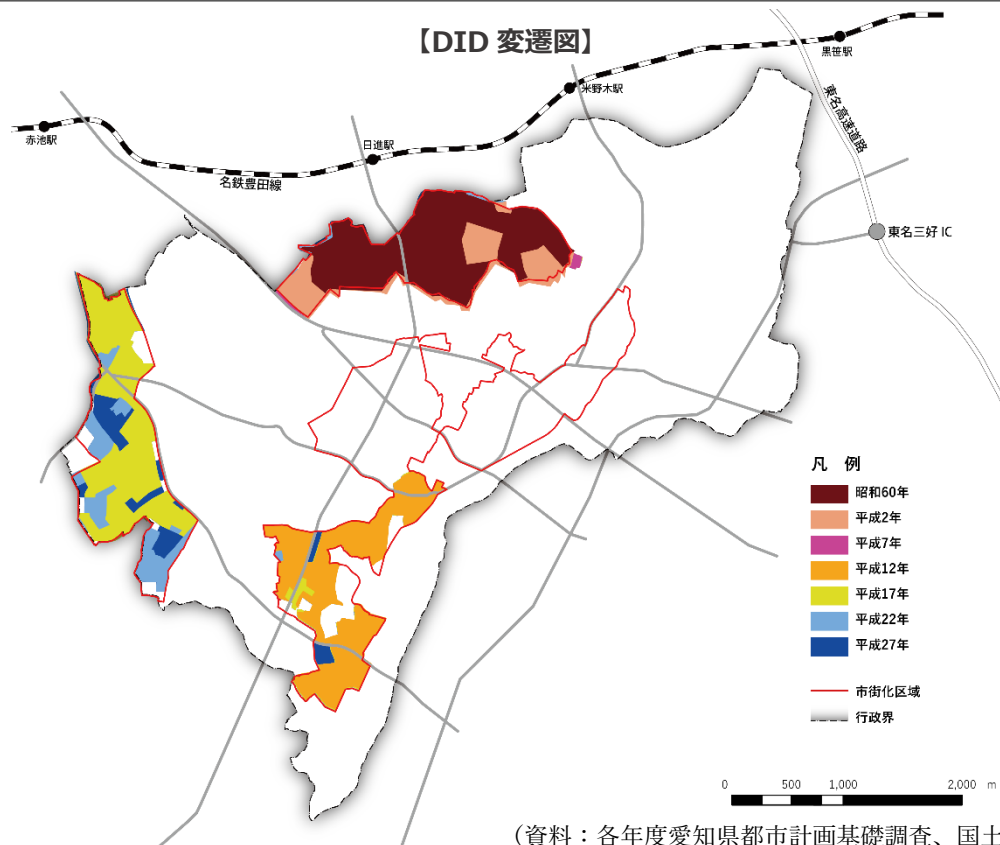 【DID 変遷図】
黒笹駅
米野木駅
東名高速道路
赤池駅
日進駅
名鉄豊田線
東名三好 IC
凡 例
昭和60年
平成2年
平成7年
平成12年
平成17年
平成22年
平成27年
市街化区域
行政界
0 500 1,000 2,000 m
（資料：各年度愛知県都市計画基礎調査、国土